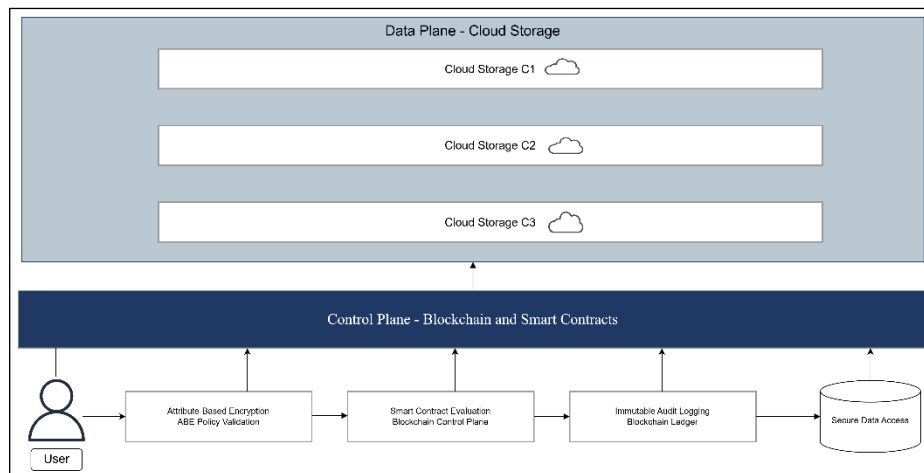 Data Plane - Cloud Storage
Cloud Storage C1
Cloud Storage C2
Cloud Storage C3
Control Plane - Blockchain and Smart Contracts
Attribute Based Encryption
ABE Policy Validation
Smart Contract Evaluation
Blockchain Control Plane
Immutable Audit Logging
Blockchain Ledger
Secure Data Access
User